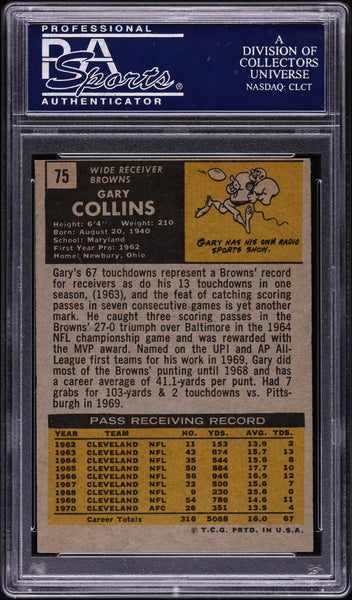 PROFESSIONAL
PSA
Sports
AUTHENTICATOR
A
DIVISION OF
COLLECTORS
UNIVERSE
NASDAQ: CLCT
75
WIDE RECEIVER
BROWNS
GARY
COLLINS
Height: 6'4" Weight: 210
Born: August 20, 1940
School: Maryland
First Year Pro: 1962
Home: Newbury, Ohio
GARY HAS HIS OWN RADIO
SPORTS SHOW.
Gary's 67 touchdowns represent a Browns' record
for receivers as do his 13 touchdowns in one
season, (1963), and the feat of catching scoring
passes in seven consecutive games is yet another
mark. He caught three scoring passes in the
Browns' 27-0 triumph over Baltimore in the 1964
NFL championship game and was rewarded with
the MVP award. Named on the UPI and AP All-
League first teams for his work in 1969, Gary did
most of the Browns' punting until 1968 and has
a career average of 41.1-yards per punt. Had 7
grabs for 103-yards & 2 touchdowns vs. Pitts-
burgh in 1969.
PASS RECEIVING RECORD
YEAR TEAM NO. YDS. AVG. TDS
1962 CLEVELAND NFL 11 153 13.9 2
1963 CLEVELAND NFL 43 674 15.7 13
1964 CLEVELAND NFL 35 544 15.5 8
1965 CLEVELAND NFL 50 884 17.7 10
1966 CLEVELAND NFL 56 946 16.9 12
1967 CLEVELAND NFL 32 500 15.6 7
1968 CLEVELAND NFL 9 230 25.6 0
1969 CLEVELAND NFL 54 786 14.6 11
1970 CLEVELAND AFC 26 351 13.5 4
Career Totals 316 5068 16.0 67
© T.C.G. PRTD. IN U.S.A.